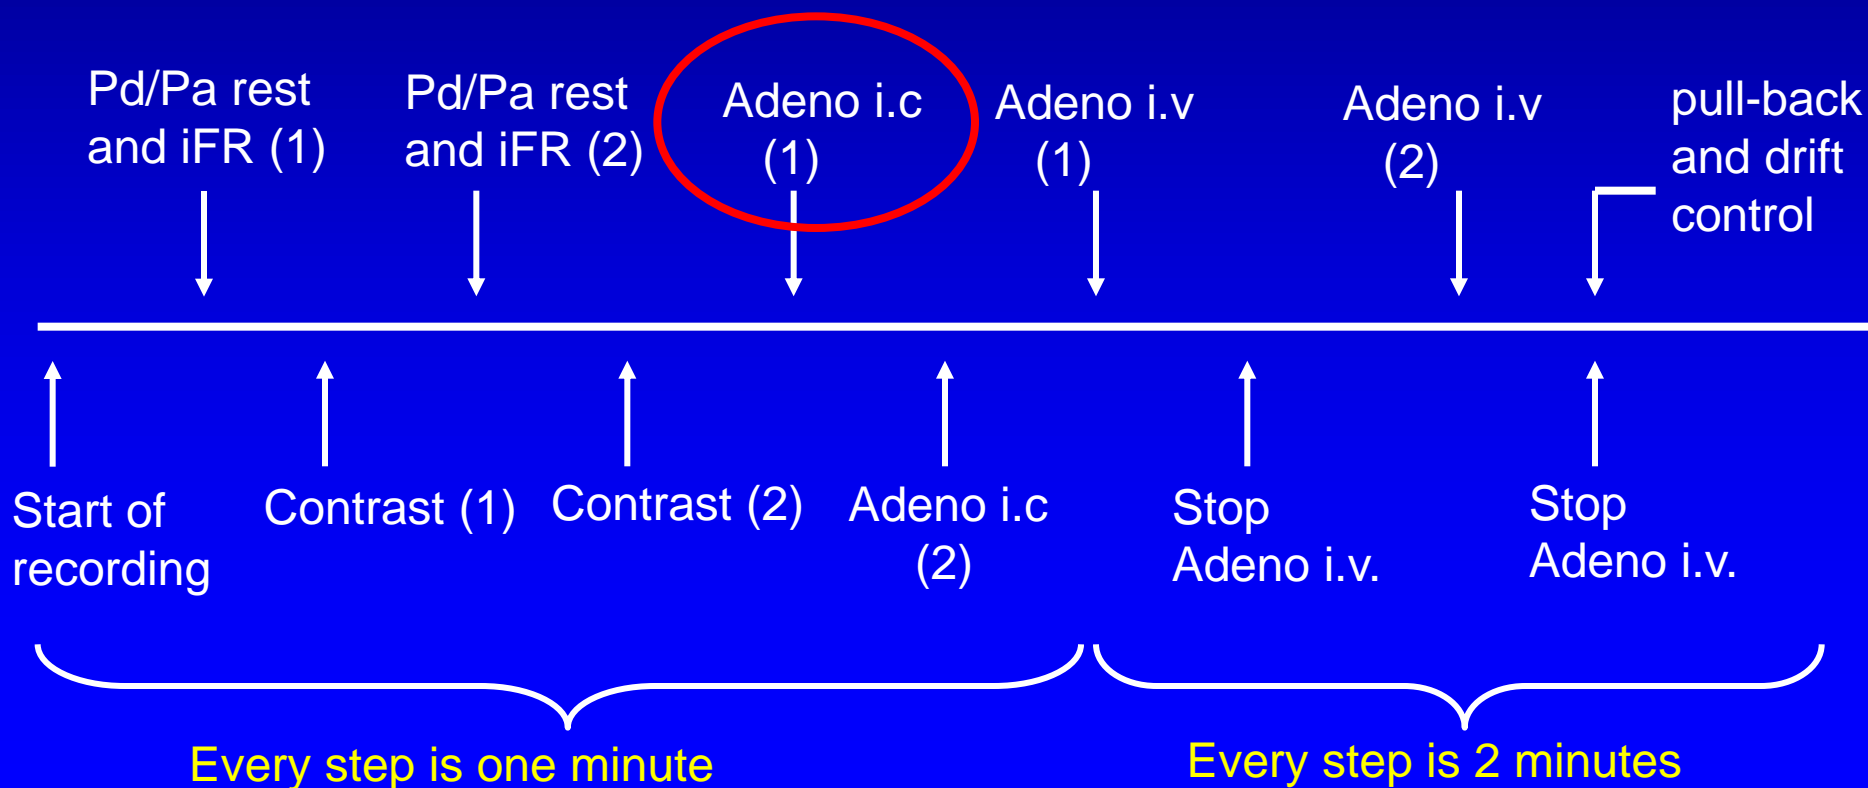 Pd/Pa rest
and iFR (1)
Pd/Pa rest
and iFR (2)
Adeno i.c
(1)
Adeno i.v
(1)
Adeno i.v
(2)
pull-back
and drift
control
Start of
recording
Contrast (1)
Contrast (2)
Adeno i.c
(2)
Stop
Adeno i.v.
Stop
Adeno i.v.
Every step is one minute
Every step is 2 minutes